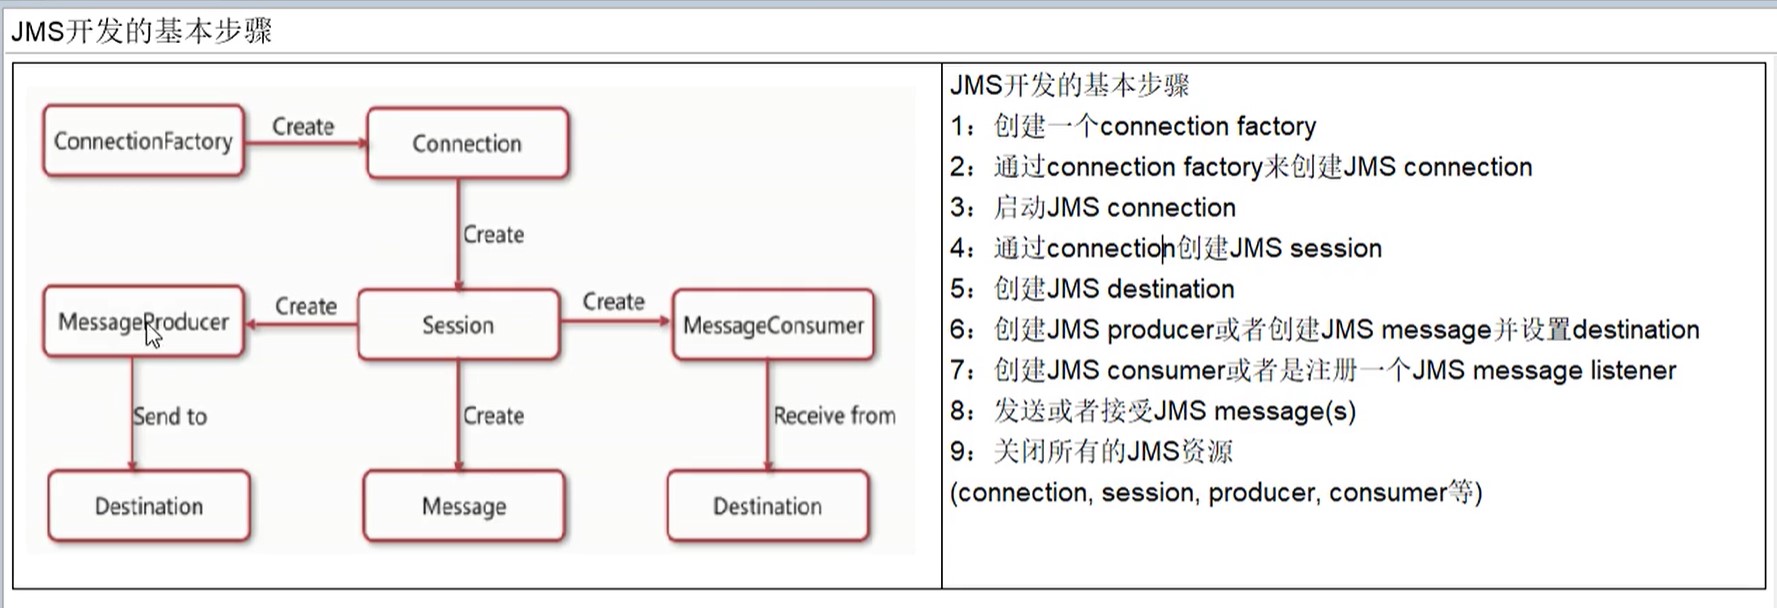 JMS开发的基本步骤
ConnectionFactory
Create
Connection
Create
MessageProducer
Create
Session
Create
MessageConsumer
Send to
Create
Receive from
Destination
Message
Destination
JMS开发的基本步骤
1：创建一个connection factory
2：通过connection factory来创建JMS connection
3：启动JMS connection
4：通过connection创建JMS session
5：创建JMS destination
6：创建JMS producer或者创建JMS message并设置destination
7：创建JMS consumer或者是注册一个JMS message listener
8：发送或者接受JMS message(s)
9：关闭所有的JMS资源
(connection, session, producer, consumer等)